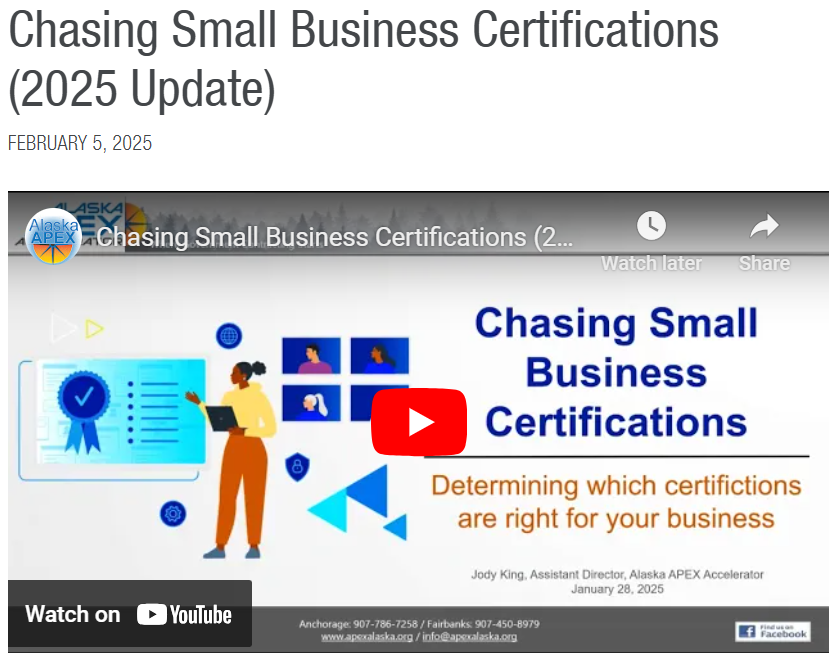 Chasing Small Business Certifications
(2025 Update)
FEBRUARY 5, 2025
Alaska
APEX
Chasing Small Business Certifications (2...
Watch later
Share
Chasing Small
Business
Certifications
Determining which certifictions
are right for your business
Jody King, Assistant Director, Alaska APEX Accelerator
January 28, 2025
Watch on YouTube
Anchorage: 907-786-7258 / Fairbanks: 907-450-8979
www.apexalaska.org / info@apexalaska.org
Find us on
Facebook